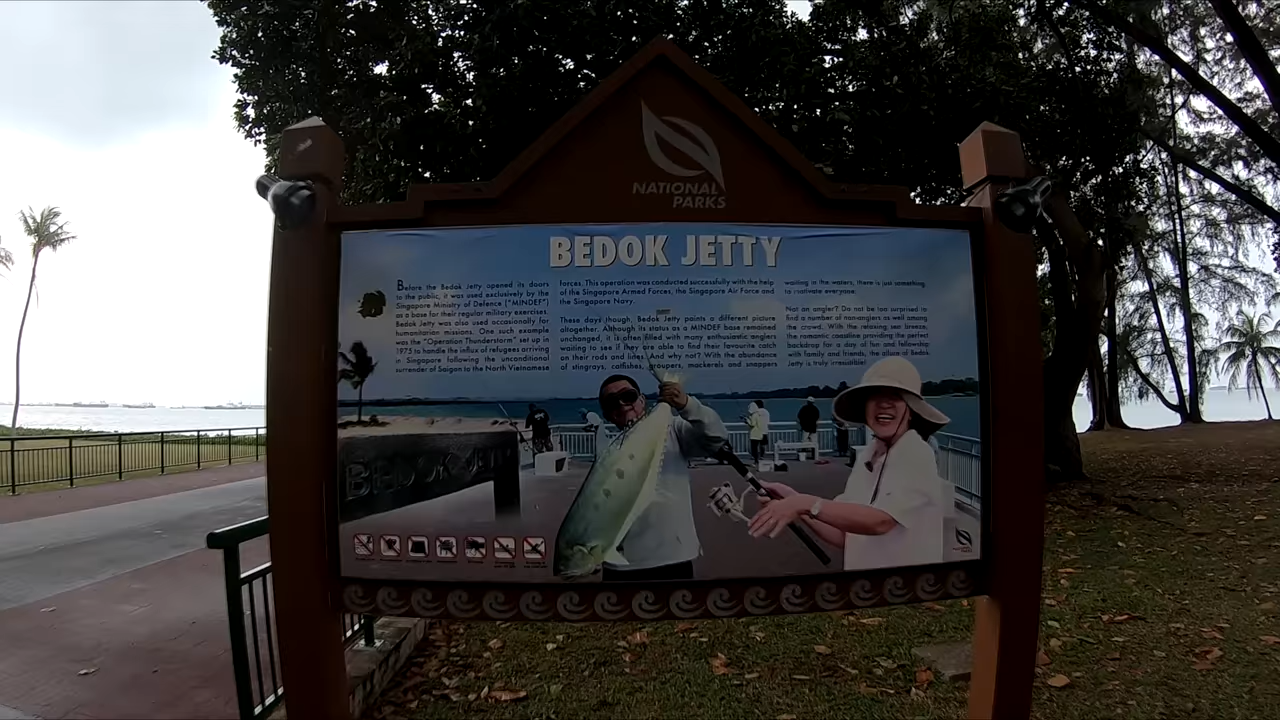 NATIONAL
PARKS
BEDOK JETTY
Before the Bedok Jetty opened its doors
to the public, it was used exclusively by the
Singapore Ministry of Defence ("MINDEF")
as a base for their regular military exercises.
Bedok Jetty was also used occasionally for
humanitarian missions. One such example
was the "Operation Thunderstorm" set up in
1975 to handle the influx of refugees arriving
in Singapore following the unconditional
surrender of Saigon to the North Vietnamese
forces. This operation was conducted successfully with the help
of the Singapore Armed Forces, the Singapore Air Force and
the Singapore Navy.
These days though, Bedok Jetty paints a different picture
altogether. Although its status as a MINDEF base remained
unchanged, it is often filled with many enthusiastic anglers
waiting to see if they are able to find their favourite catch
on their rods and lines. And why not? With the abundance
of stingrays, catfishes, groupers, mackerels and snappers
waiting in the waters, there is just something
to captivate everyone.
Not an angler? Do not be too surprised to
find a number of non-anglers as well among
the crowd. With the relaxing sea breeze,
romantic coastline providing the perfect
backdrop for a day of fun and fellowship
with family and friends, the allure of Bedok
Jetty is truly irresistible!
BEDOK JETTY
NATIONAL
PARKS